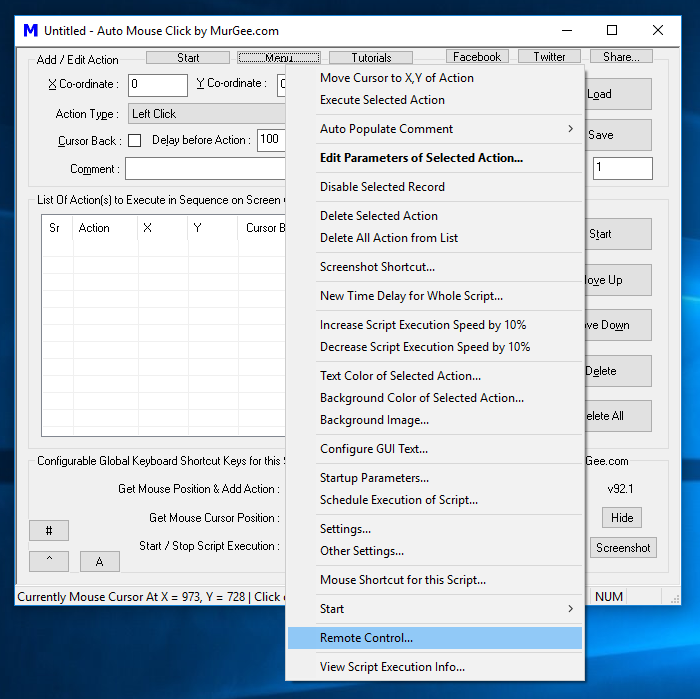 M Untitled - Auto Mouse Click by MurGee.com
Add / Edit Action
Start
Menu
Tutorials
Facebook
Twitter
Share...
X Co-ordinate : 0
Y Co-ordinate :
Action Type : Left Click
Cursor Back :
Delay before Action : 100
Comment :
Load
Save
1
List Of Action(s) to Execute in Sequence on Screen
Sr Action X Y Cursor B
Start
Move Up
Move Down
Delete
Delete All
Configurable Global Keyboard Shortcut Keys for this
Get Mouse Position & Add Action :
Get Mouse Cursor Position :
Start / Stop Script Execution :
#
^
A
Gee.com
v92.1
Hide
Screenshot
Currently Mouse Cursor At X = 973, Y = 728 | Click
NUM
Move Cursor to X,Y of Action
Execute Selected Action
Auto Populate Comment
Edit Parameters of Selected Action...
Disable Selected Record
Delete Selected Action
Delete All Action from List
Screenshot Shortcut...
New Time Delay for Whole Script...
Increase Script Execution Speed by 10%
Decrease Script Execution Speed by 10%
Text Color of Selected Action...
Background Color of Selected Action...
Background Image...
Configure GUI Text...
Startup Parameters...
Schedule Execution of Script...
Settings...
Other Settings...
Mouse Shortcut for this Script...
Start
Remote Control...
View Script Execution Info...